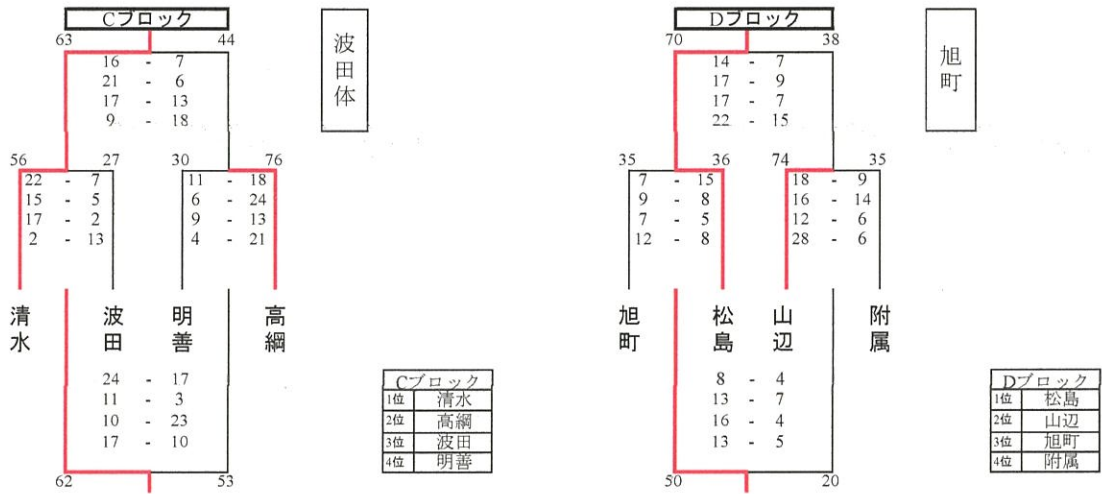 Cブロック
63 44
16 - 7
21 - 6
17 - 13
9 - 18
波田体
56 27 30 76
22 - 7 11 - 18
15 - 5 6 - 24
17 - 2 9 - 13
2 - 13 4 - 21
清水 波田 明善 高綱
24 - 17
11 - 3
10 - 23
17 - 10
62 53
Cブロック
1位 清水
2位 高綱
3位 波田
4位 明善
Dブロック
70 38
14 - 7
17 - 9
17 - 7
22 - 15
旭町
35 36 74 35
7 - 15 18 - 9
9 - 8 16 - 14
7 - 5 12 - 6
12 - 8 28 - 6
旭町 松島 山辺 附属
8 - 4
13 - 7
16 - 4
13 - 5
50 20
Dブロック
1位 松島
2位 山辺
3位 旭町
4位 附属